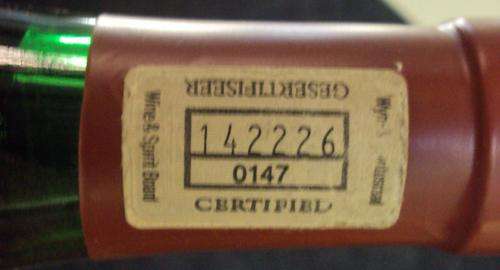 GESERTIFISEER
Wine & Spirit Board
142226
0147
CERTIFIED